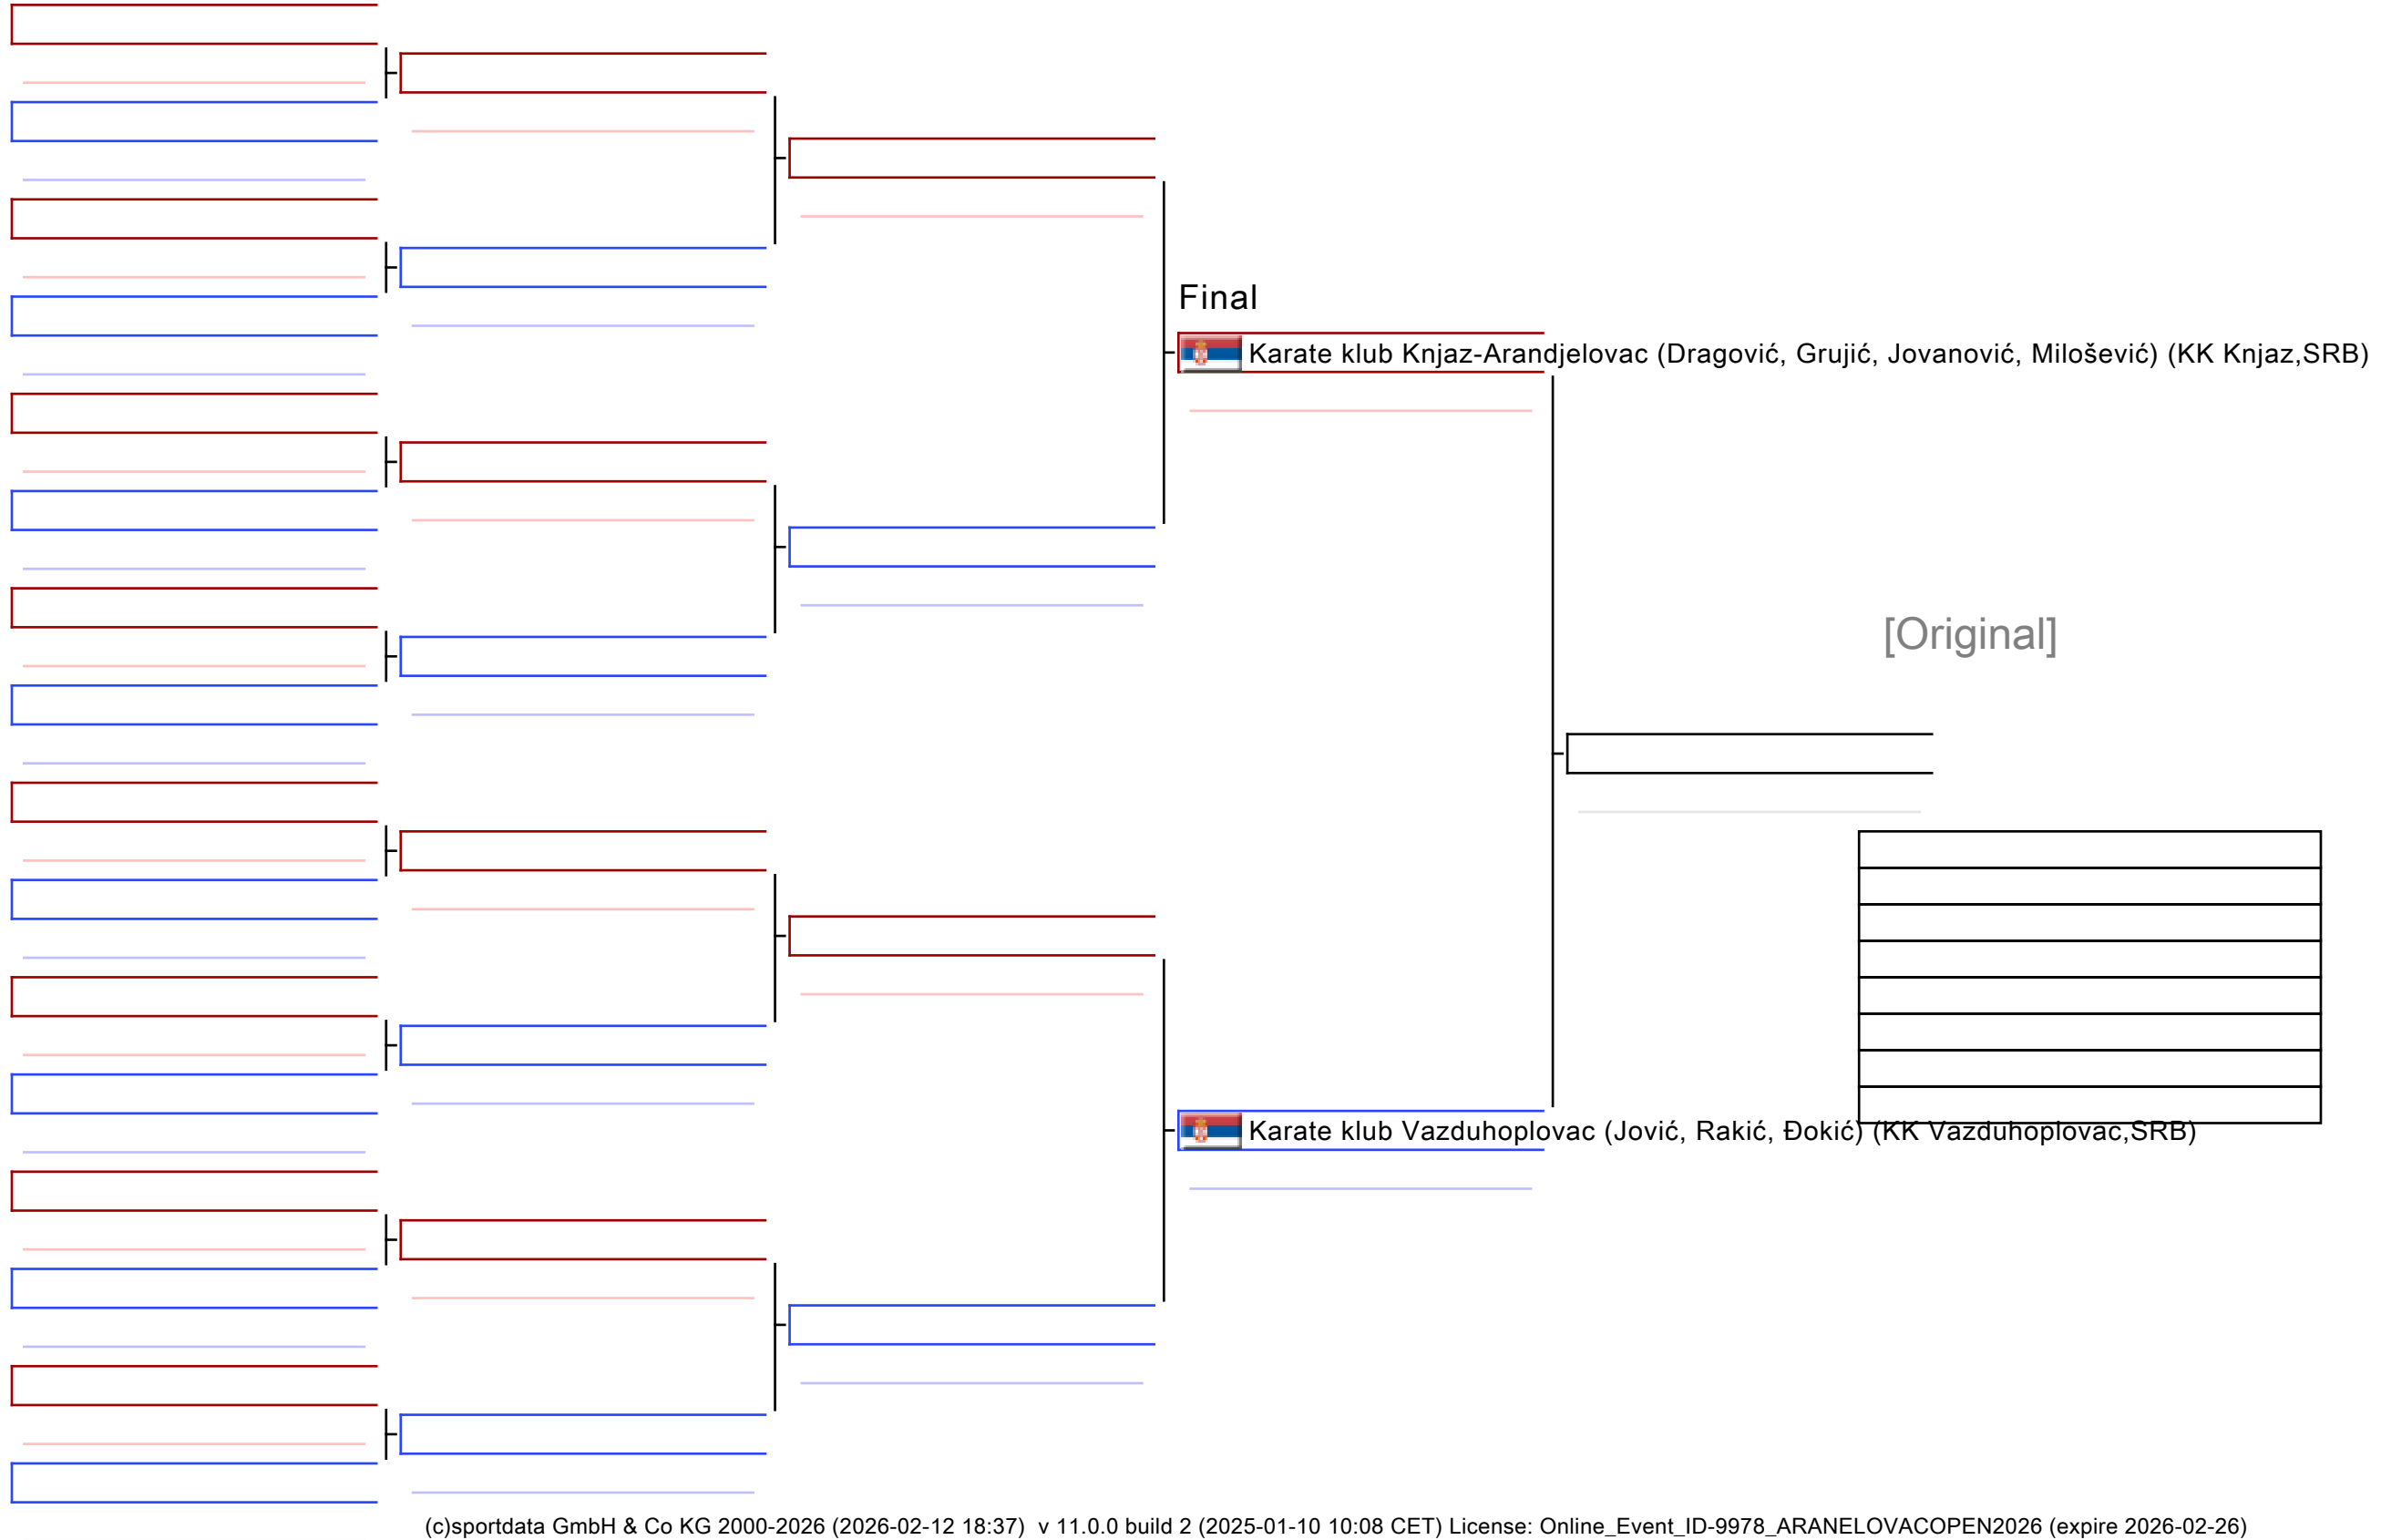 Final
Karate klub Knjaz-Arandjelovac (Dragović, Grujić, Jovanović, Milošević) (KK Knjaz,SRB)
[Original]
Karate klub Vazduhoplovac (Jović, Rakić, Đokić) (KK Vazduhoplovac,SRB)
(c)sportdata GmbH & Co KG 2000-2026 (2026-02-12 18:37) v 11.0.0 build 2 (2025-01-10 10:08 CET) License: Online_Event_ID-9978_ARANELOVACOPEN2026 (expire 2026-02-26)